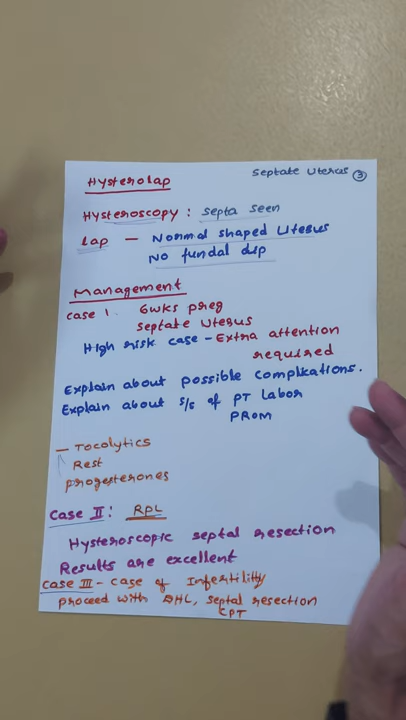 Septate Uterus ③
Hysterolap
Hysteroscopy : septa seen
Lap — Normal shaped Uterus
No fundal dip
Management
case 1. 6wks preg
septate Uterus
High risk case - Extra attention
required
Explain about possible complications.
Explain about s/s of PT Labor
PROM
— Tocolytics
Rest
progesterones
Case II : RPL
Hysteroscopic septal resection
Results are excellent
Case III - case of Infertility
proceed with DHL, septal resection
CPT